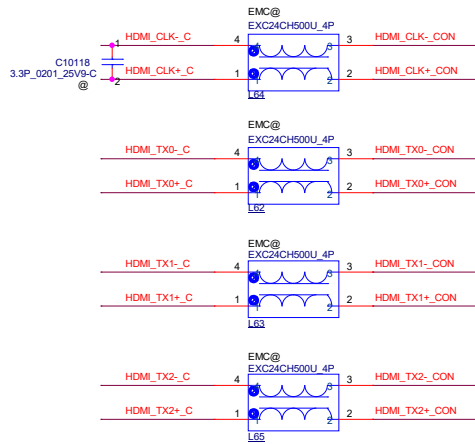 EMC@
EXC24CH500U_4P
1 HDMI_CLK-_C 4 3 HDMI_CLK-_CON
C10118
3.3P_0201_25V9-C
@
2 HDMI_CLK+_C 1 2 HDMI_CLK+_CON
L64
EMC@
EXC24CH500U_4P
HDMI_TX0-_C 4 3 HDMI_TX0-_CON
HDMI_TX0+_C 1 2 HDMI_TX0+_CON
L62
EMC@
EXC24CH500U_4P
HDMI_TX1-_C 4 3 HDMI_TX1-_CON
HDMI_TX1+_C 1 2 HDMI_TX1+_CON
L63
EMC@
EXC24CH500U_4P
HDMI_TX2-_C 4 3 HDMI_TX2-_CON
HDMI_TX2+_C 1 2 HDMI_TX2+_CON
L65